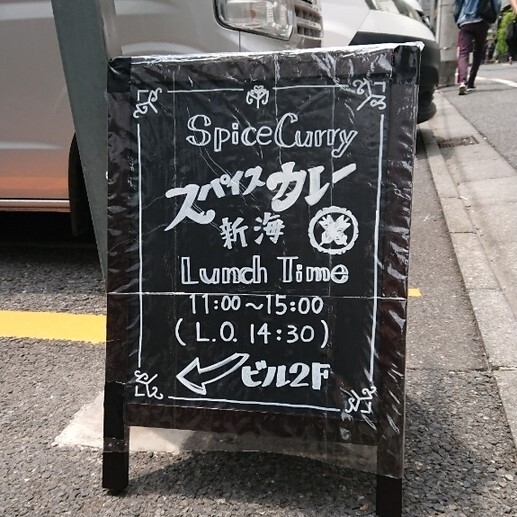 Spice Curry
スパイスカレー
新海
Lunch Time
11:00~15:00
(L.O. 14:30)
ビル2F